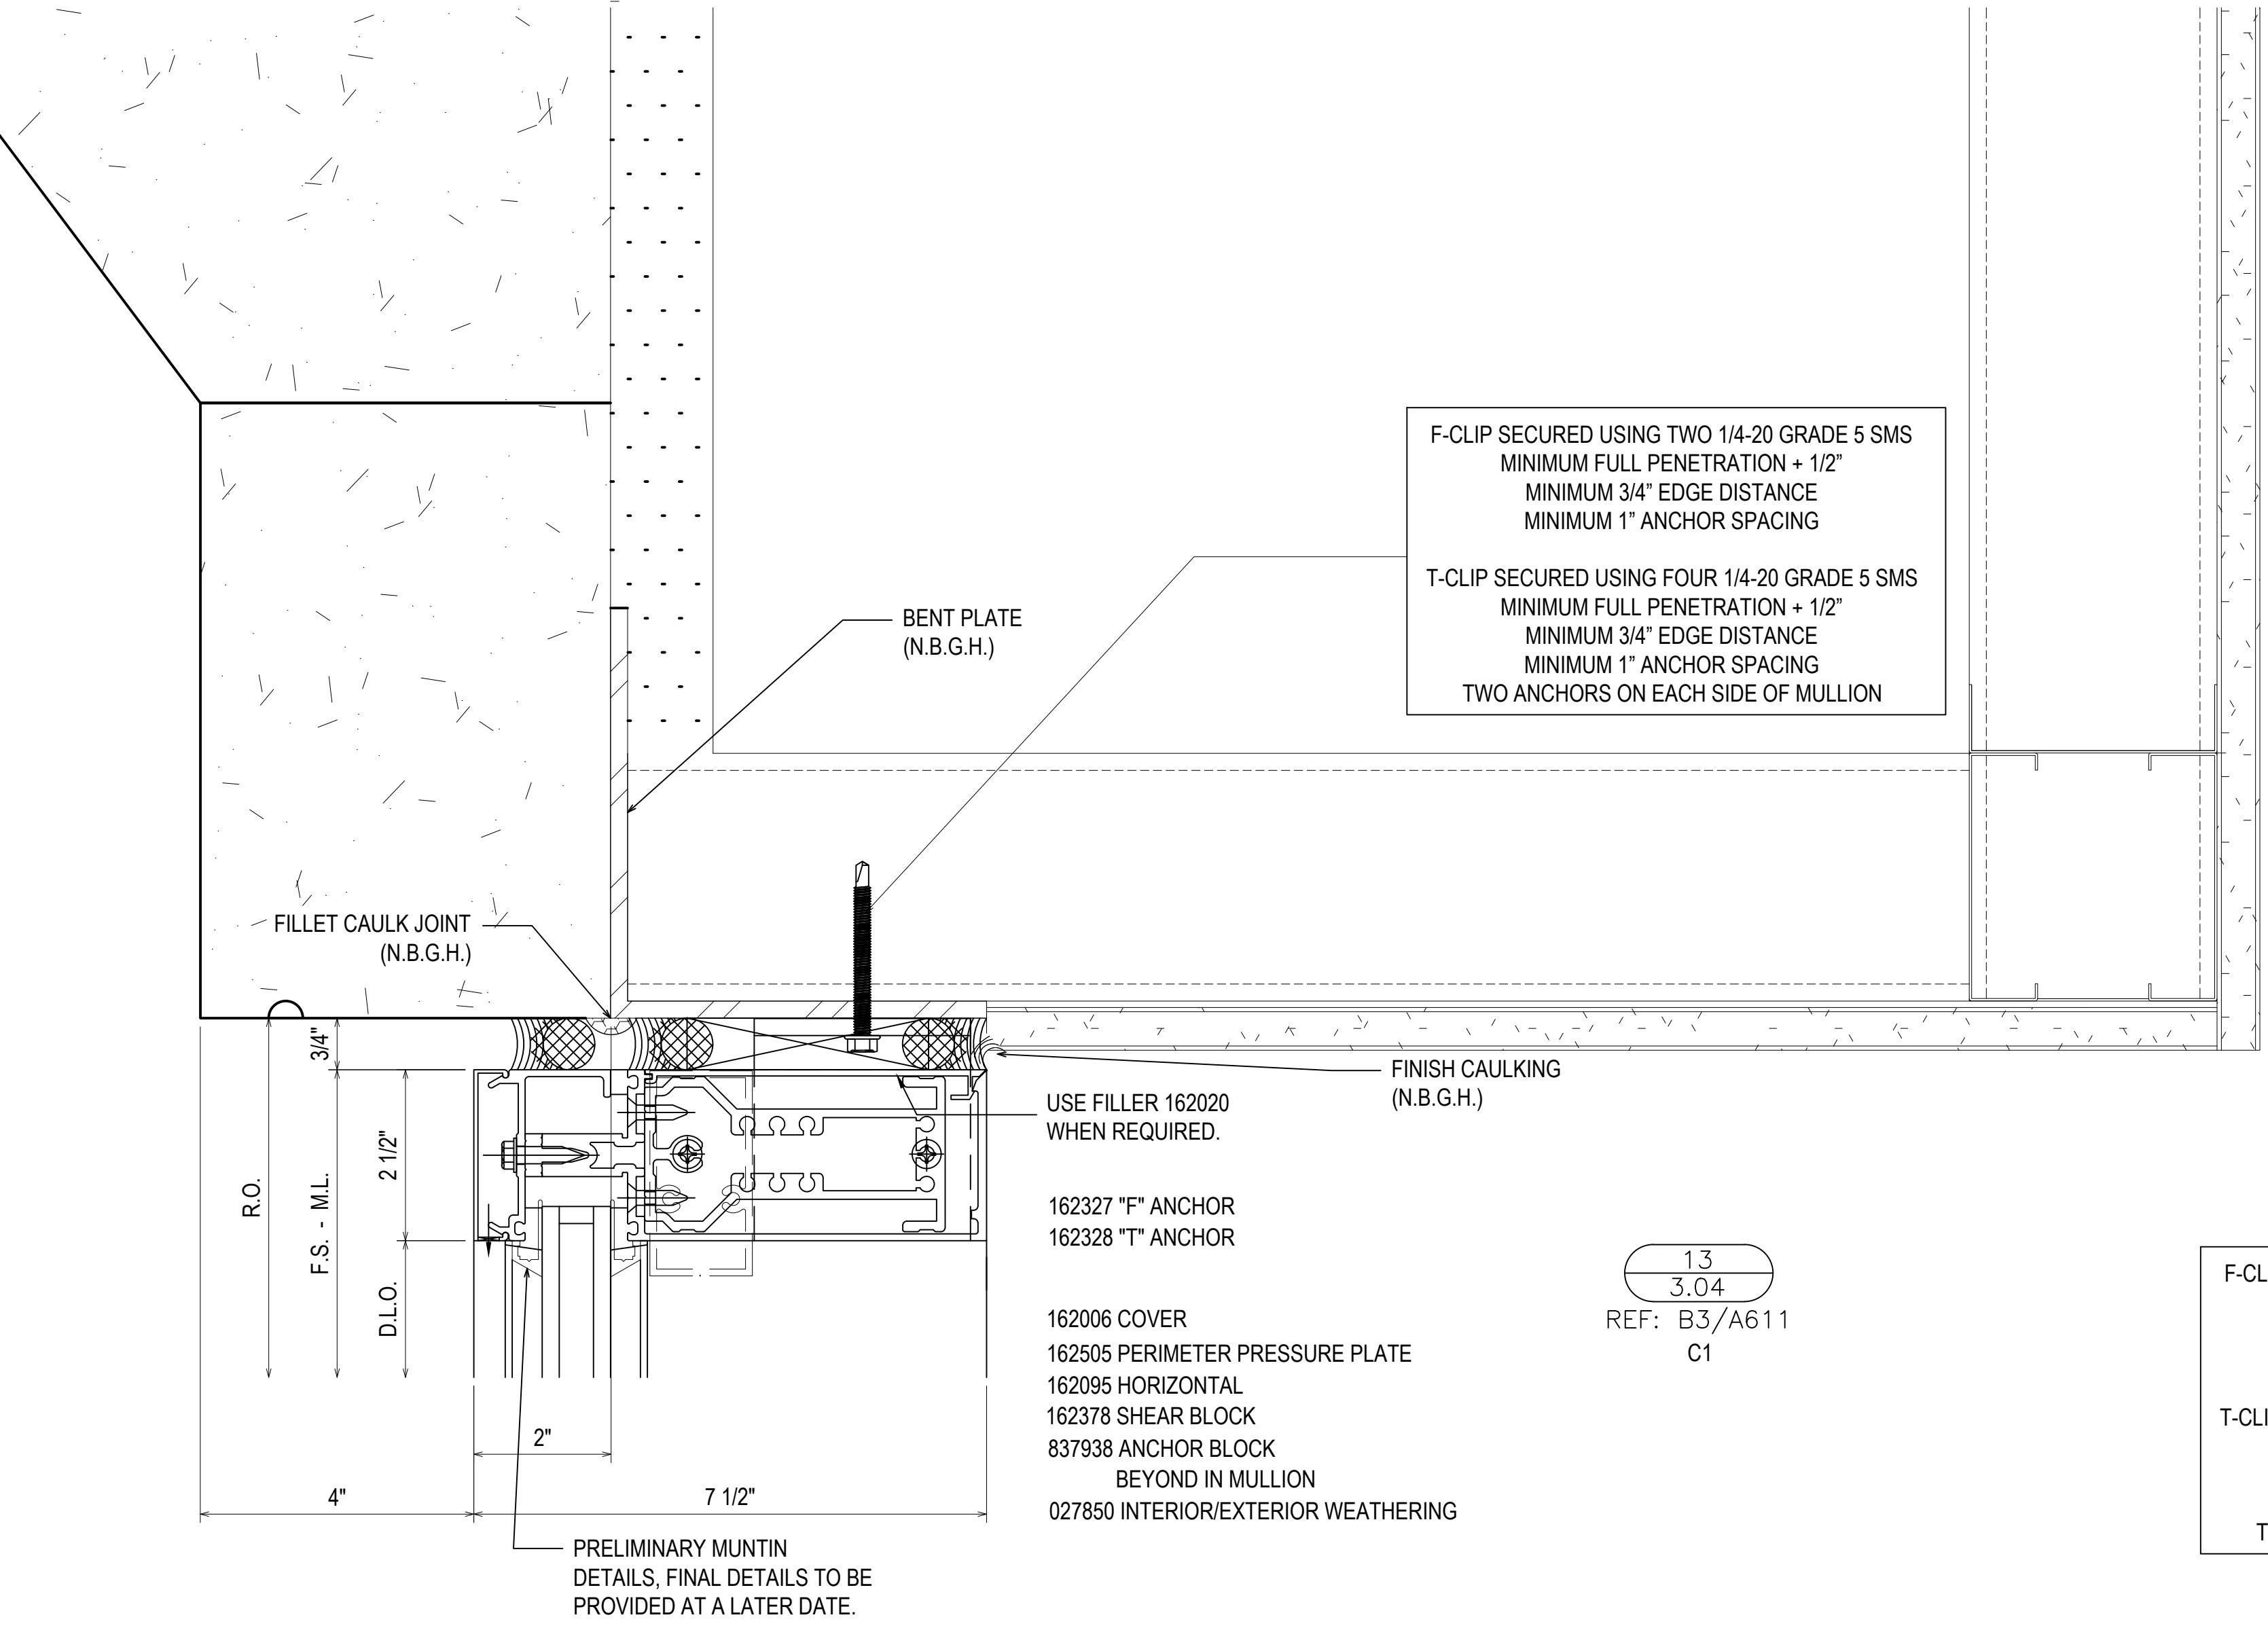 F-CLIP SECURED USING TWO 1/4-20 GRADE 5 SMS
MINIMUM FULL PENETRATION + 1/2”
MINIMUM 3/4” EDGE DISTANCE
MINIMUM 1” ANCHOR SPACING
T-CLIP SECURED USING FOUR 1/4-20 GRADE 5 SMS
MINIMUM FULL PENETRATION + 1/2”
MINIMUM 3/4” EDGE DISTANCE
MINIMUM 1” ANCHOR SPACING
TWO ANCHORS ON EACH SIDE OF MULLION
BENT PLATE
(N.B.G.H.)
FILLET CAULK JOINT
(N.B.G.H.)
3/4"
FINISH CAULKING
(N.B.G.H.)
USE FILLER 162020
WHEN REQUIRED.
2 1/2"
R.O.
F.S. - M.L.
D.L.O.
162327 "F" ANCHOR
162328 "T" ANCHOR
162006 COVER
162505 PERIMETER PRESSURE PLATE
162095 HORIZONTAL
162378 SHEAR BLOCK
837938 ANCHOR BLOCK
BEYOND IN MULLION
027850 INTERIOR/EXTERIOR WEATHERING
13
3.04
REF: B3/A611
C1
F-CL
T-CLI
T
2"
4"
7 1/2"
PRELIMINARY MUNTIN
DETAILS, FINAL DETAILS TO BE
PROVIDED AT A LATER DATE.